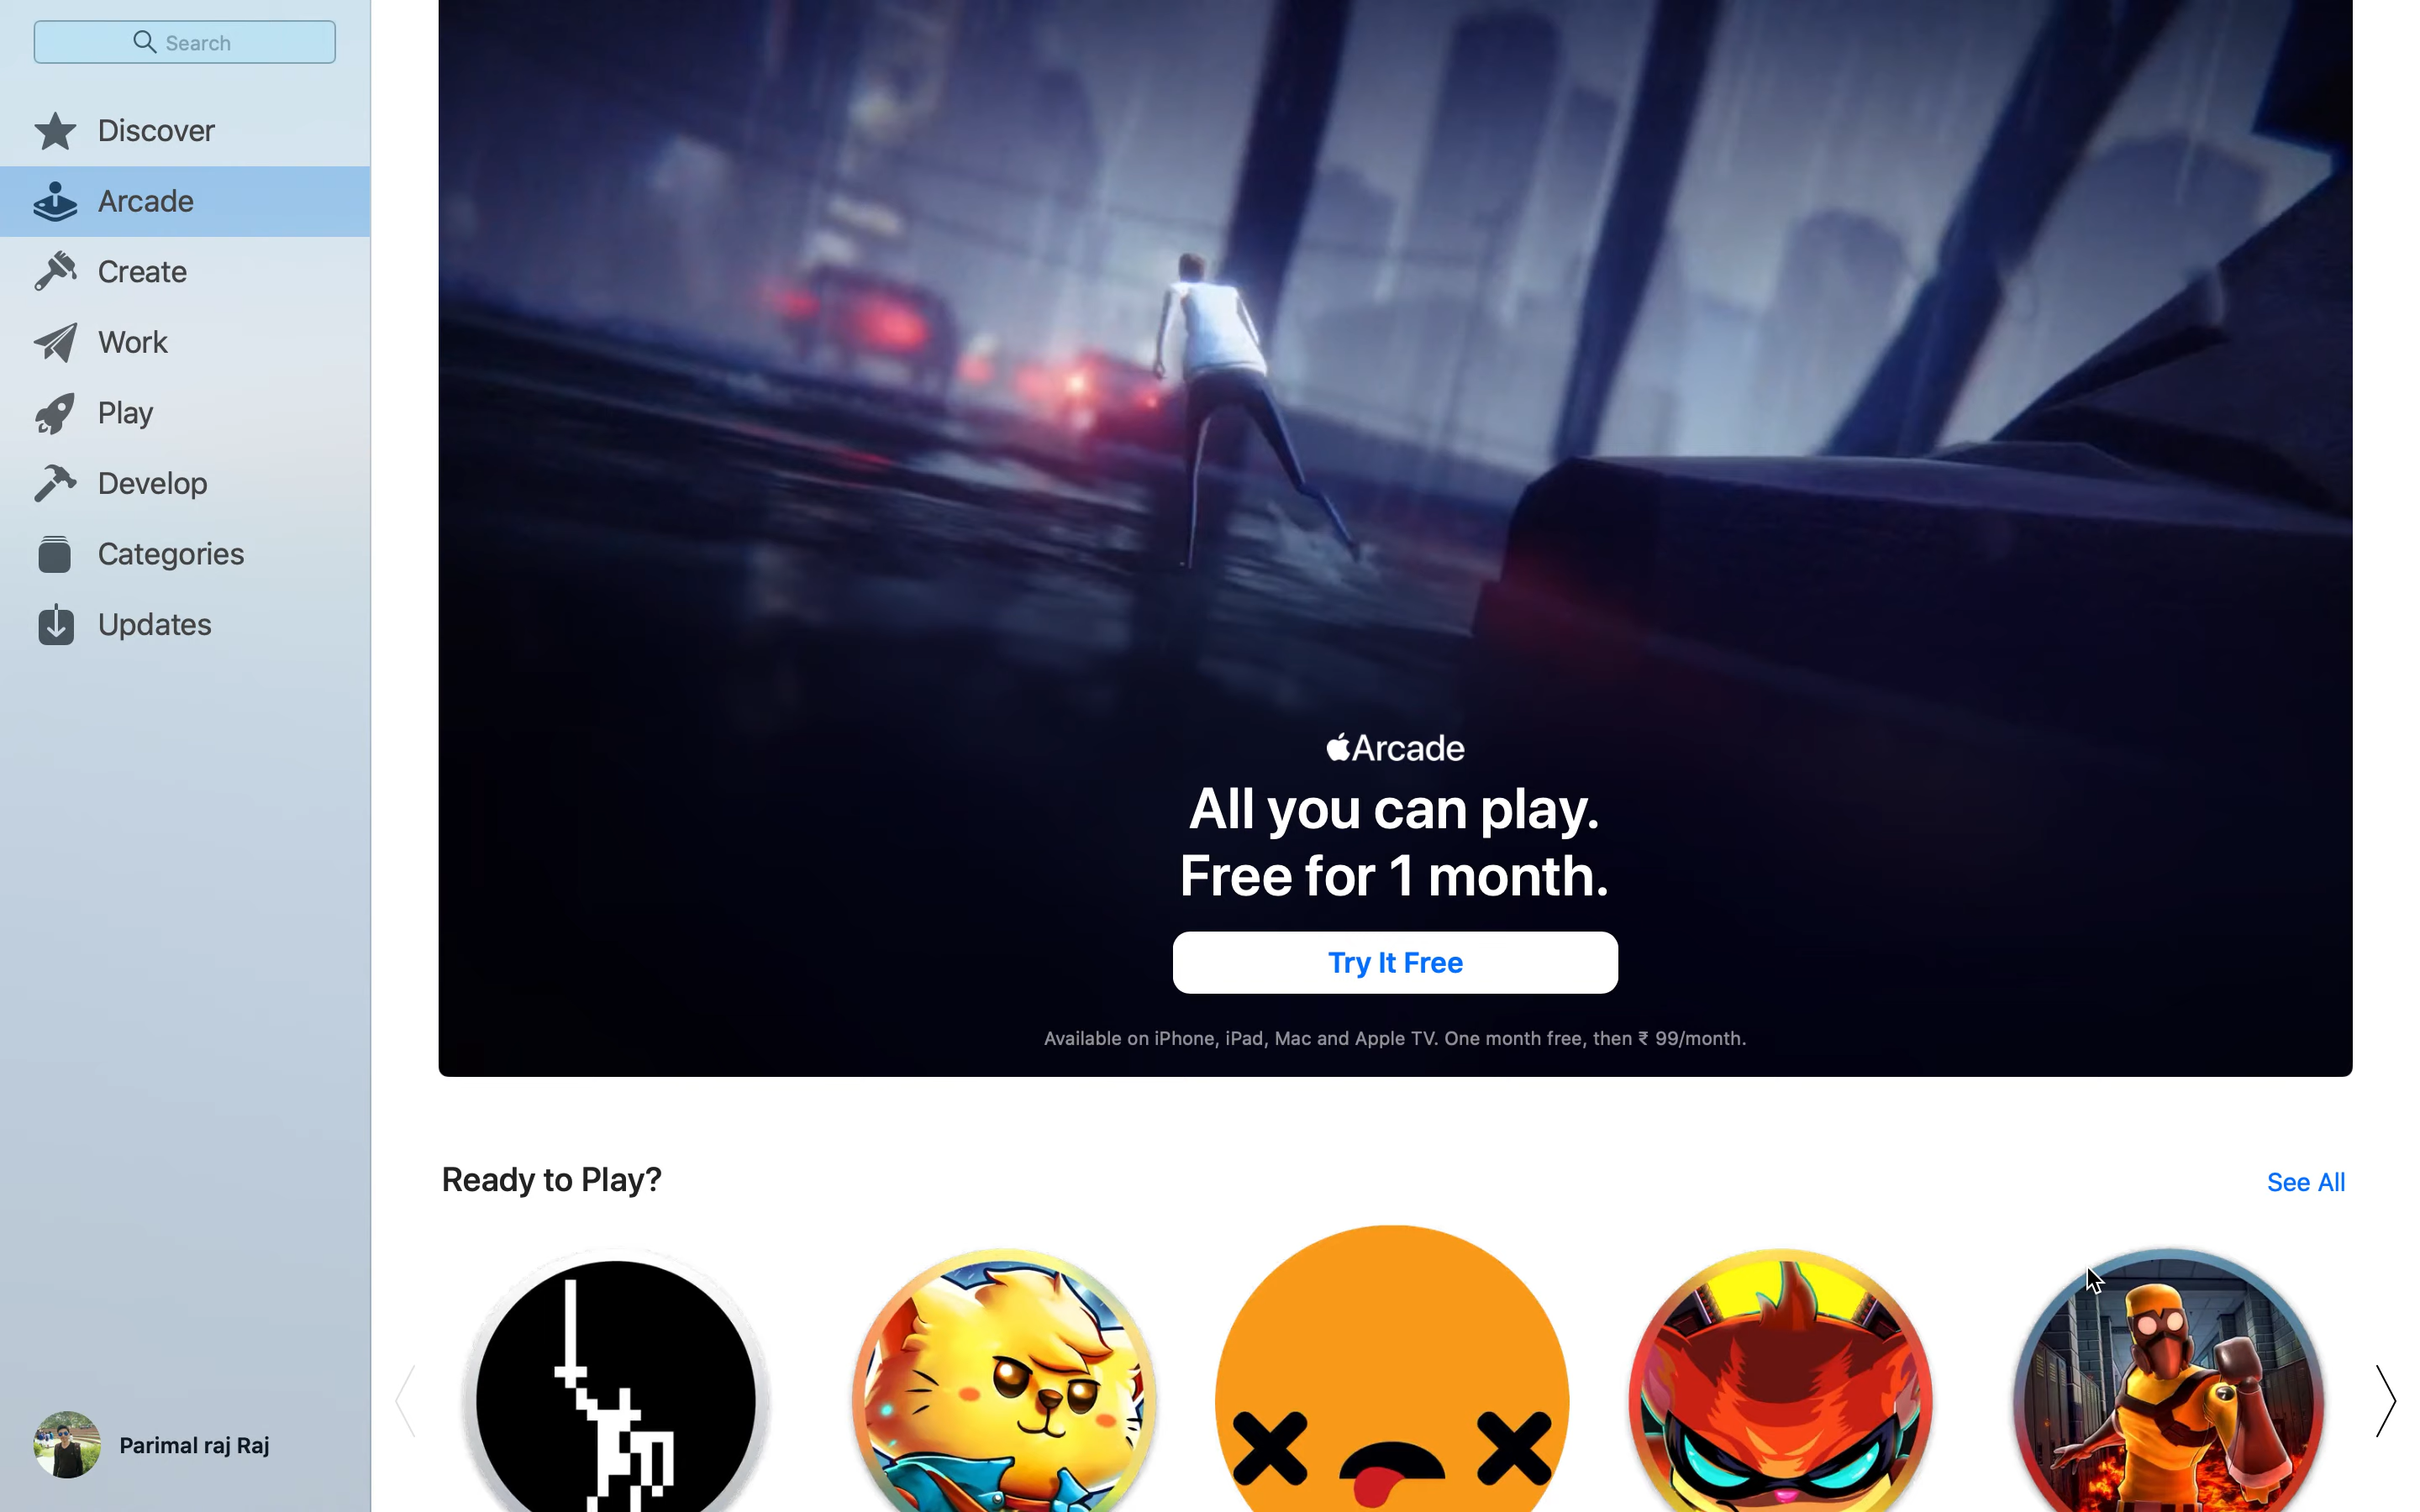 Search
Discover
Arcade
Create
Work
Play
Develop
Categories
Updates
Parimal raj Raj
Arcade
All you can play.
Free for 1 month.
Try It Free
Available on iPhone, iPad, Mac and Apple TV. One month free, then ₹ 99/month.
Ready to Play?
See All